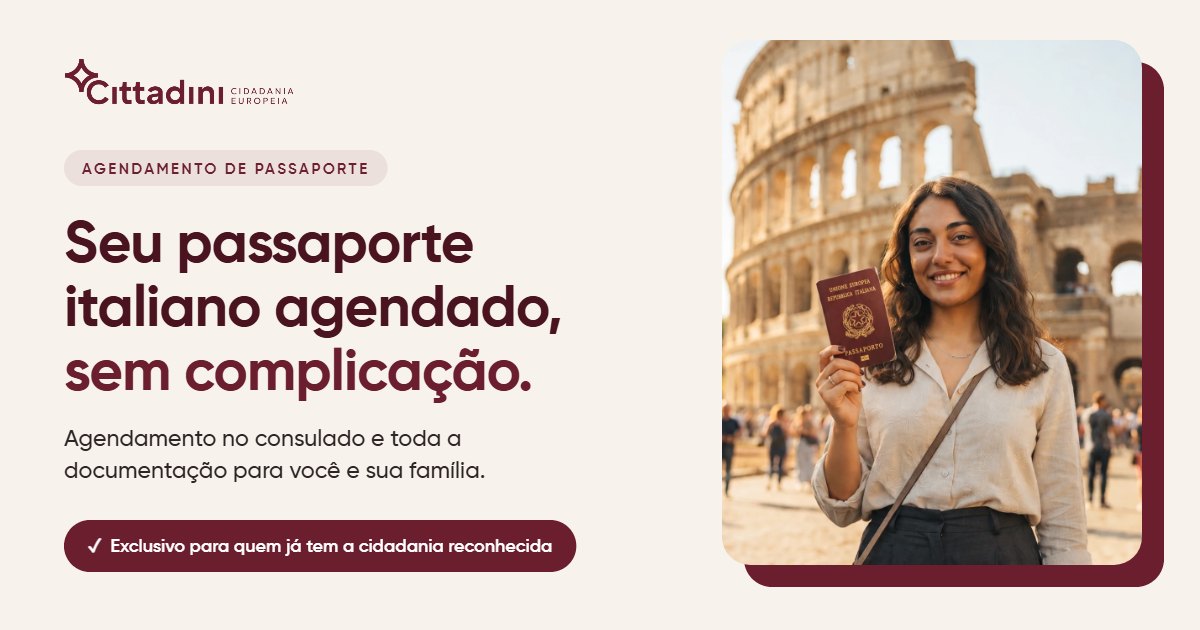 Cittadini
CIDADANIA
EUROPEIA
AGENDAMENTO DE PASSAPORTE
Seu passaporte
italiano agendado,
sem complicação.
Agendamento no consulado e toda a
documentação para você e sua família.
✓ Exclusivo para quem já tem a cidadania reconhecida
UNIONE EUROPEA
REPUBBLICA ITALIANA
PASSAPORTO